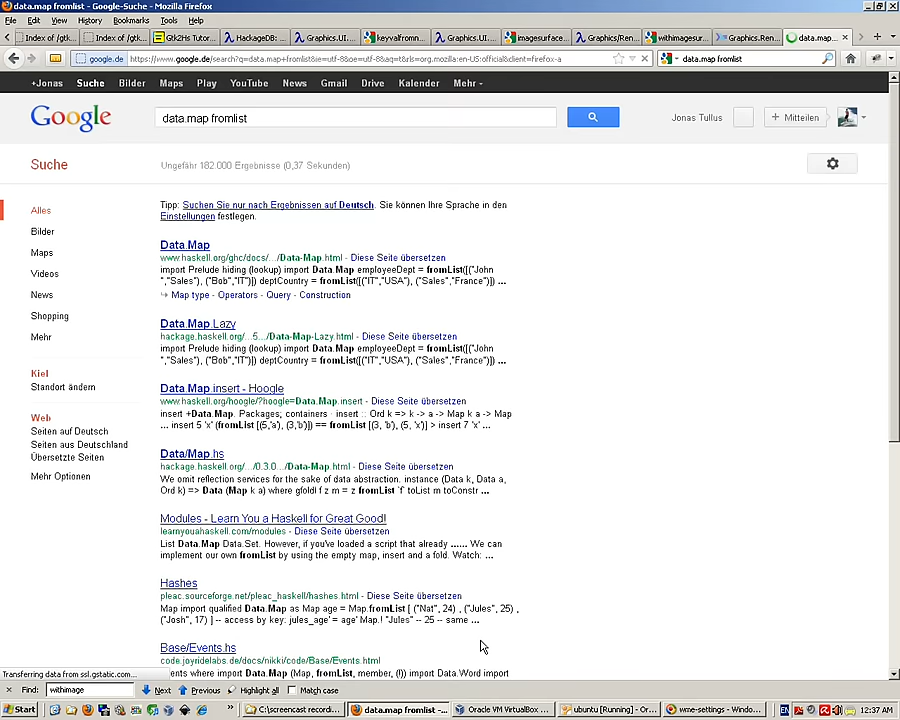 data.map fromlist - Google-Suche - Mozilla Firefox
File Edit View History Bookmarks Tools Help
Index of /gtk... Index of /gtk... Gtk2Hs Tutor... HackageDB: ... Graphics.UI.... keyvalfromn... Graphics.UI.... imagesurface... Graphics/Ren... withimagesur... Graphics.Ren... data.map...
google.de https://www.google.de/search?q=data.map+fromlist&ie=utf-8&oe=utf-8&aq=t&rls=org.mozilla:en-US:official&client=firefox-a data.map fromlist
+Jonas Suche Bilder Maps Play YouTube News Gmail Drive Kalender Mehr
Google data.map fromlist Jonas Tullus + Mitteilen
Suche Ungefähr 182.000 Ergebnisse (0,37 Sekunden)
Tipp: Suchen Sie nur nach Ergebnissen auf Deutsch. Sie können Ihre Sprache in den
Einstellungen festlegen.
Alles
Bilder
Maps
Videos
News
Shopping
Mehr
Kiel
Standort ändern
Web
Seiten auf Deutsch
Seiten aus Deutschland
Übersetzte Seiten
Mehr Optionen
Data.Map
www.haskell.org/ghc/docs/.../Data-Map.html - Diese Seite übersetzen
import Prelude hiding (lookup) import Data.Map employeeDept = fromList([("John
","Sales"), ("Bob","IT")]) deptCountry = fromList([("IT","USA"), ("Sales","France")]) ...
Map type - Operators - Query - Construction
Data.Map.Lazy
hackage.haskell.org/...5.../Data-Map-Lazy.html - Diese Seite übersetzen
import Prelude hiding (lookup) import Data.Map employeeDept = fromList([("John
","Sales"), ("Bob","IT")]) deptCountry = fromList([("IT","USA"), ("Sales","France")]) ...
Data.Map.insert - Hoogle
www.haskell.org/hoogle/?hoogle=Data.Map.insert - Diese Seite übersetzen
insert +Data.Map. Packages; containers · insert :: Ord k => k -> a -> Map k a -> Map
... insert 5 'x' (fromList [(5,'a'), (3,'b')]) == fromList [(3, 'b'), (5, 'x')] > insert 7 'x' ...
Data/Map.hs
hackage.haskell.org/.../0.3.0.../Data-Map.html - Diese Seite übersetzen
We omit reflection services for the sake of data abstraction. instance (Data k, Data a,
Ord k) => Data (Map k a) where gfoldl f z m = z fromList `f` toList m toConstr ...
Modules - Learn You a Haskell for Great Good!
learnyouahaskell.com/modules - Diese Seite übersetzen
List Data.Map Data.Set. However, if you've loaded a script that already ...... We can
implement our own fromList by using the empty map, insert and a fold. Watch: ...
Hashes
pleac.sourceforge.net/pleac_haskell/hashes.html - Diese Seite übersetzen
Map import qualified Data.Map as Map age = Map.fromList [ ("Nat", 24) , ("Jules", 25) ,
("Josh", 17) ] -- access by key: jules_age' = age' Map.! "Jules" -- 25 -- same ...
Base/Events.hs
code.joyridelabs.de/docs/nikki/code/Base/Events.html
ents where import Data.Map (Map, fromList, member, (!)) import Data.Word import
Transferring data from ssl.gstatic.com...
Find: withimage Next Previous Highlight all Match case
Start C:\screencast recordi... data.map fromlist -... Oracle VM VirtualBox ... ubuntu [Running] - Or... wme-settings - Windo... EN 12:37 AM